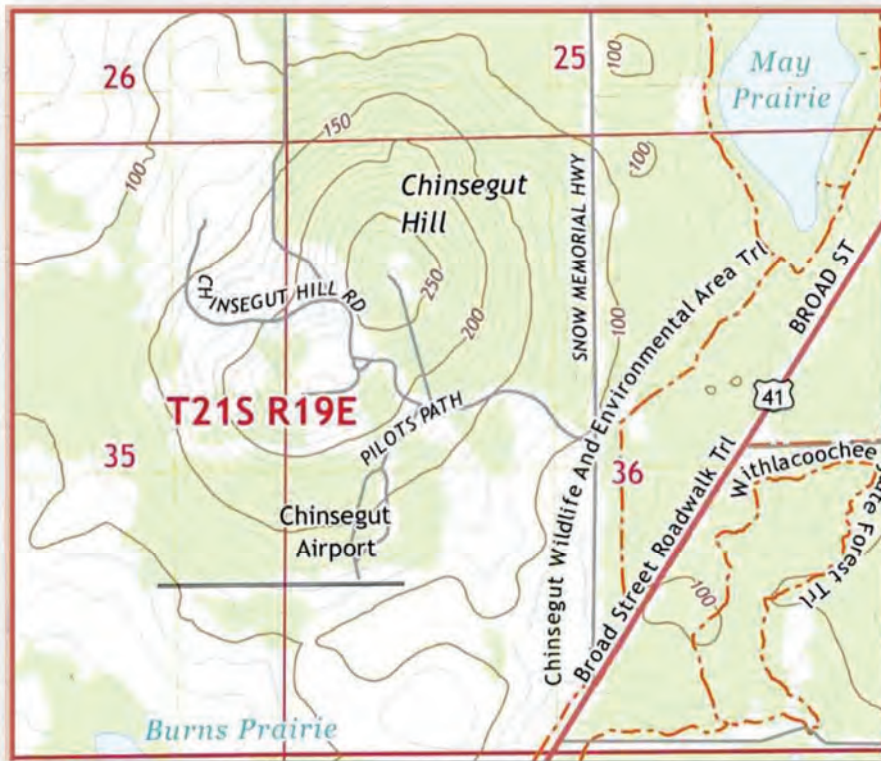 26
25
100
May
Prairie
150
100
100
Chinsegut
Hill
CHINSEGUT HILL RD
250
200
SNOW MEMORIAL HWY
100
Chinsegut Wildlife And Environmental Area Trl
BROAD ST
41
T21S R19E
PILOTS PATH
35
36
Withlacoochee
ate Forest Trl
Broad Street Roadwalk Trl
Chinsegut
Airport
100
Burns Prairie